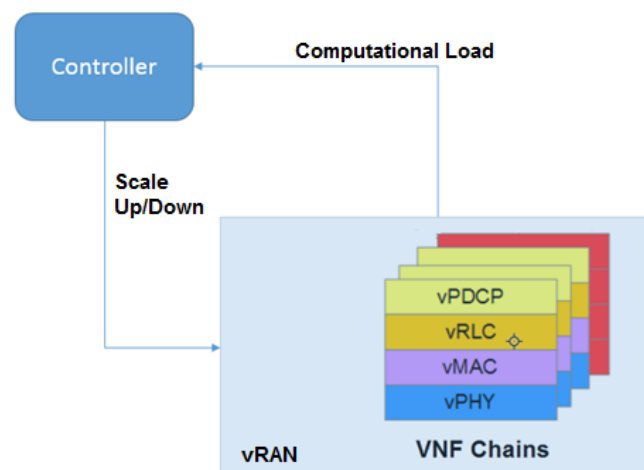 Controller
Computational Load
Scale
Up/Down
vPDCP
vRLC
vMAC
vPHY
vRAN
VNF Chains